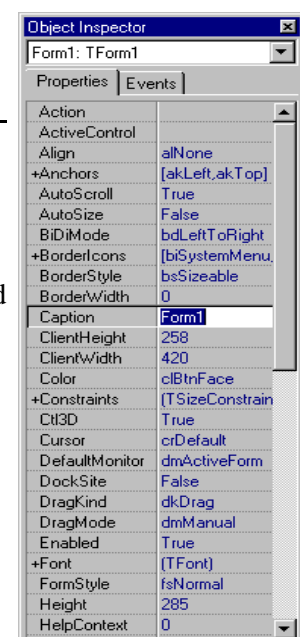 Object Inspector
Form1: TForm1
Properties Events
Action
ActiveControl
Align alNone
+Anchors [akLeft,akTop]
AutoScroll True
AutoSize False
BiDiMode bdLeftToRight
+BorderIcons [biSystemMenu,
BorderStyle bsSizeable
BorderWidth 0
d
Caption Form1
ClientHeight 258
ClientWidth 420
Color clBtnFace
+Constraints (TSizeConstrain
Ctl3D True
Cursor crDefault
DefaultMonitor dmActiveForm
DockSite False
DragKind dkDrag
DragMode dmManual
Enabled True
+Font (TFont)
FormStyle fsNormal
Height 285
HelpContext 0